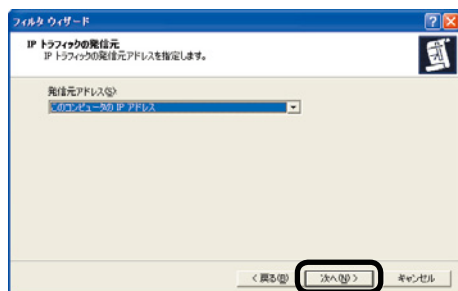 フィルタ ウィザード
IP トラフィックの発信元
IP トラフィックの発信元アドレスを指定します。
発信元アドレス(S)
このコンピュータの IP アドレス
< 戻る(B)
次へ(N) >
キャンセル